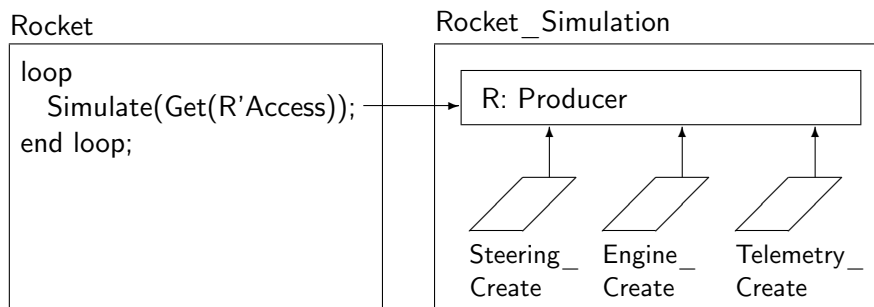 Rocket
loop
Simulate(Get(R'Access));
end loop;
Rocket_Simulation
R: Producer
Steering_
Create
Engine_
Create
Telemetry_
Create